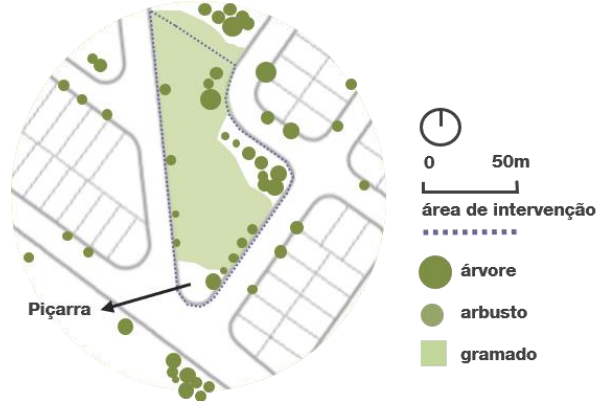 0 50m
área de intervenção
árvore
arbusto
gramado
Piçarra